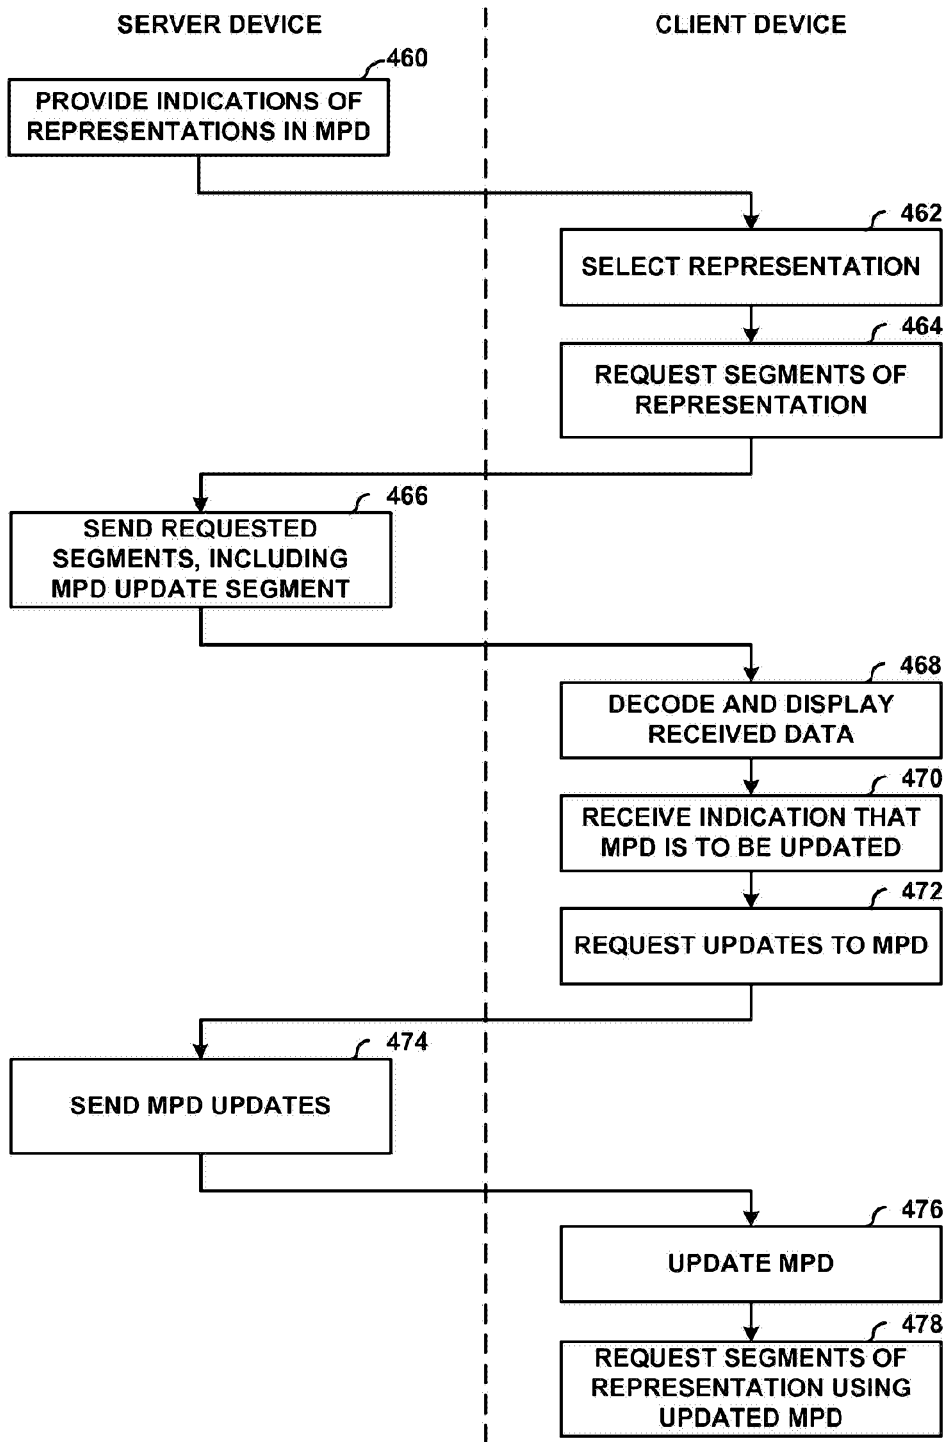 SERVER DEVICE
CLIENT DEVICE
460
PROVIDE INDICATIONS OF
REPRESENTATIONS IN MPD
462
SELECT REPRESENTATION
464
REQUEST SEGMENTS OF
REPRESENTATION
466
SEND REQUESTED
SEGMENTS, INCLUDING
MPD UPDATE SEGMENT
468
DECODE AND DISPLAY
RECEIVED DATA
470
RECEIVE INDICATION THAT
MPD IS TO BE UPDATED
472
REQUEST UPDATES TO MPD
474
SEND MPD UPDATES
476
UPDATE MPD
478
REQUEST SEGMENTS OF
REPRESENTATION USING
UPDATED MPD